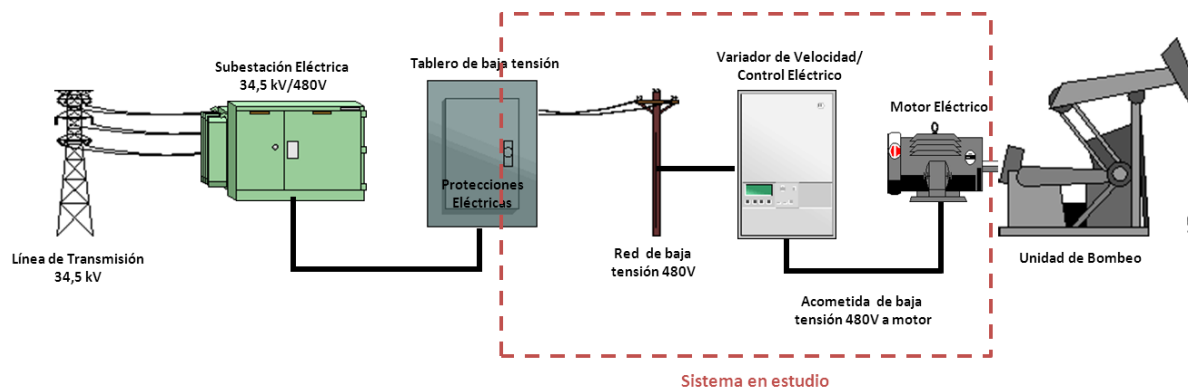 Subestación Eléctrica
34,5 kV/480V
Tablero de baja tensión
Variador de Velocidad/
Control Eléctrico
Motor Eléctrico
Protecciones
Eléctricas
Línea de Transmisión
34,5 kV
Red de baja
tensión 480V
Unidad de Bombeo
Acometida de baja
tensión 480V a motor
Sistema en estudio